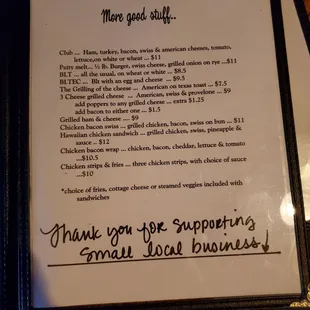 More good stuff..
Club ... Ham, turkey, bacon, swiss & american cheeses, tomato,
lettuce,on white or wheat ... $11
Patty melt... ½ lb. Burger, swiss cheese, grilled onion on rye ...$11
BLT ... all the usual, on wheat or white ... $8.5
BLTEC ... Blt with an egg and cheese ... $9.5
The Grilling of the cheese ... American on texas toast ... $7.5
3 Cheese grilled cheese ... American, swiss & provelone ... $9
add poppers to any grilled cheese ... extra $1.25
add bacon to either one ... $1.5
Grilled ham & cheese .... $9
Chicken bacon swiss ... grilled chicken, bacon, swiss on bun ... $11
Hawaiian chicken sandwich ... grilled chicken, swiss, pineapple &
sauce .. $12
Chicken bacon wrap ... chicken, bacon, cheddar, lettuce & tomato
...$10.5
Chicken strips & fries ... three chicken strips, with choice of sauce
...$10
*choice of fries, cottage cheese or steamed veggies included with
sandwiches
Thank you for supporting
small local business